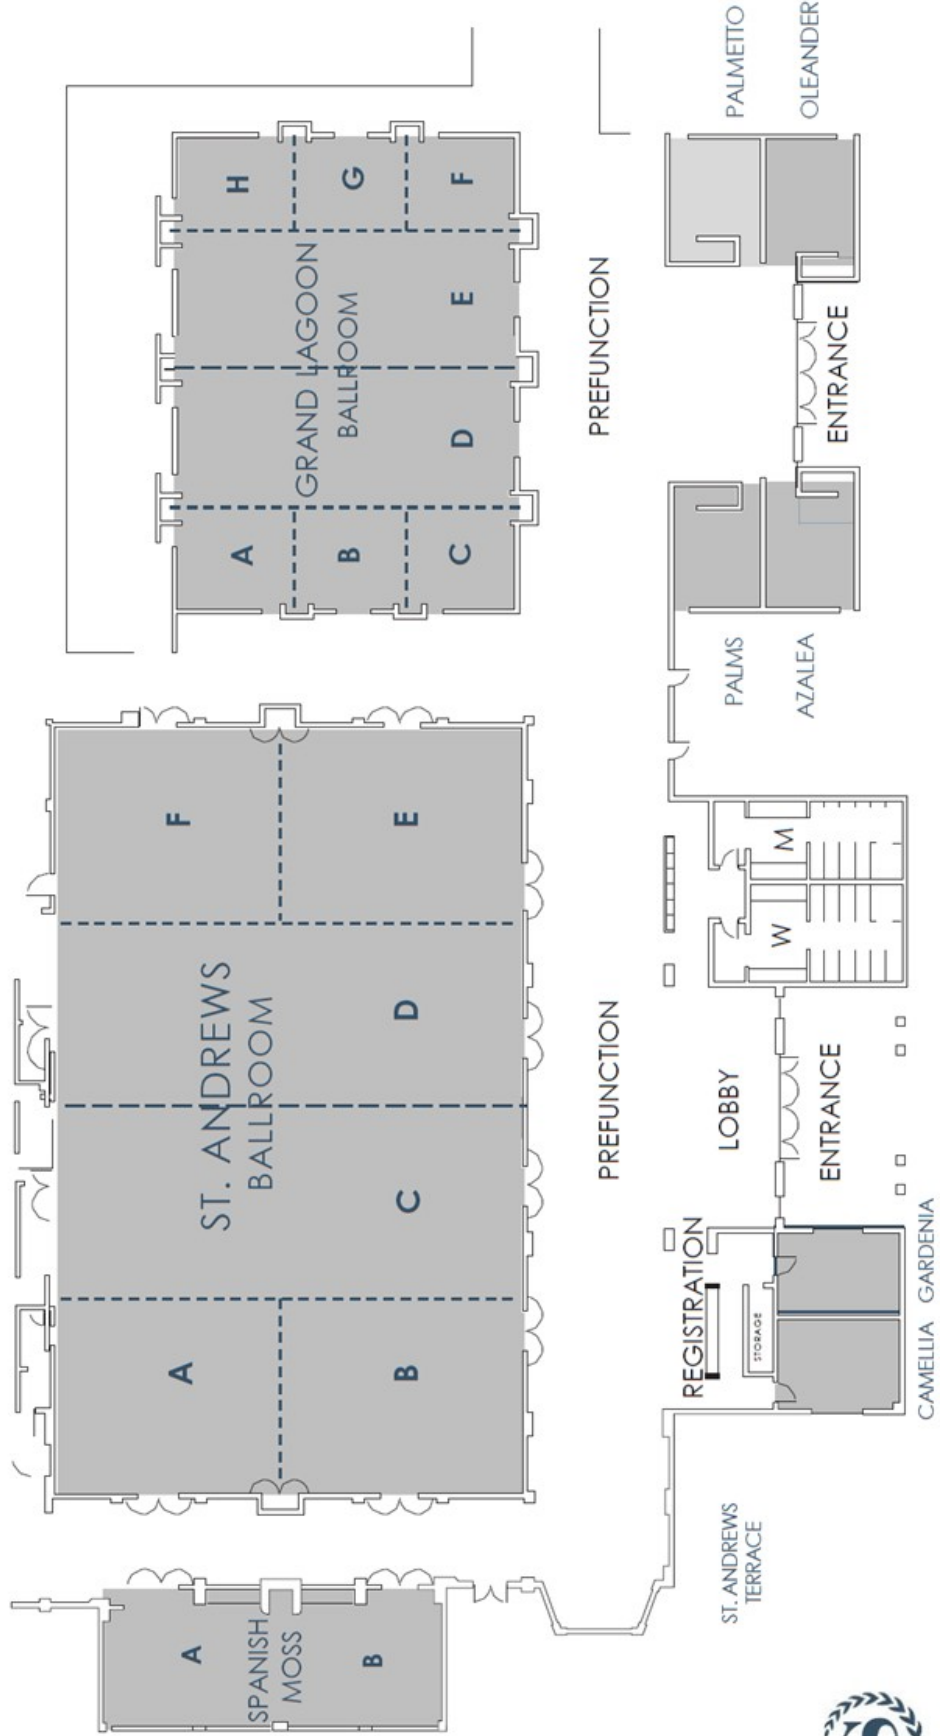 SPANISH
MOSS
A
B
ST. ANDREWS
BALLROOM
A
B
C
D
E
F
GRAND LAGOON
BALLROOM
A
B
C
D
E
F
G
H
PREFUNCTION
PREFUNCTION
ST. ANDREWS
TERRACE
REGISTRATION
STORAGE
CAMELLIA
GARDENIA
LOBBY
ENTRANCE
W
M
PALMS
AZALEA
ENTRANCE
PALMETTO
OLEANDER